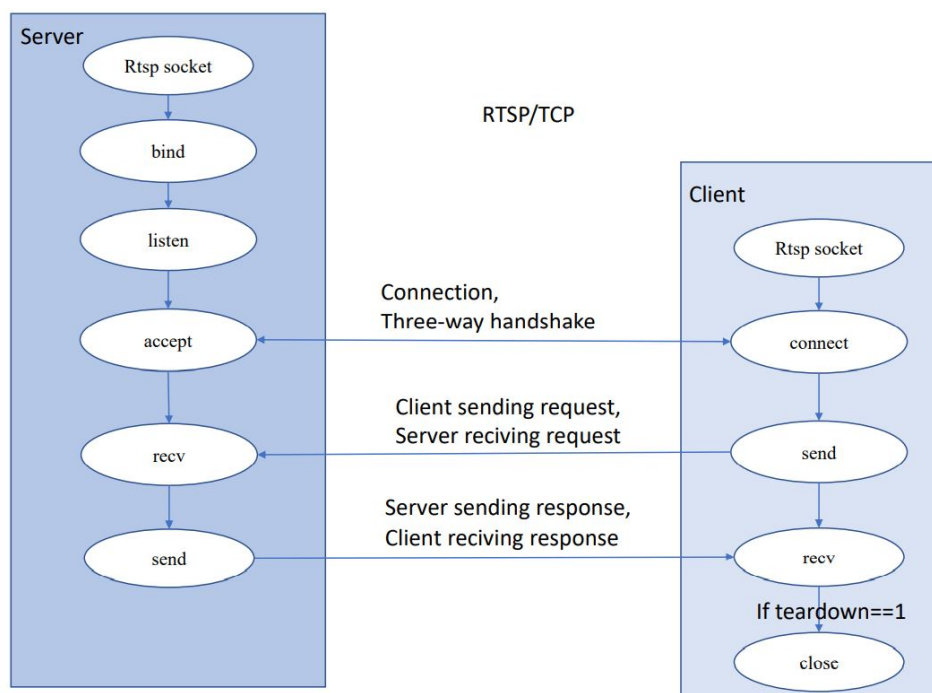 Server
Rtsp socket
bind
listen
accept
recv
send
RTSP/TCP
Connection,
Three-way handshake
Client sending request,
Server reciving request
Server sending response,
Client reciving response
Client
Rtsp socket
connect
send
recv
If teardown==1
close